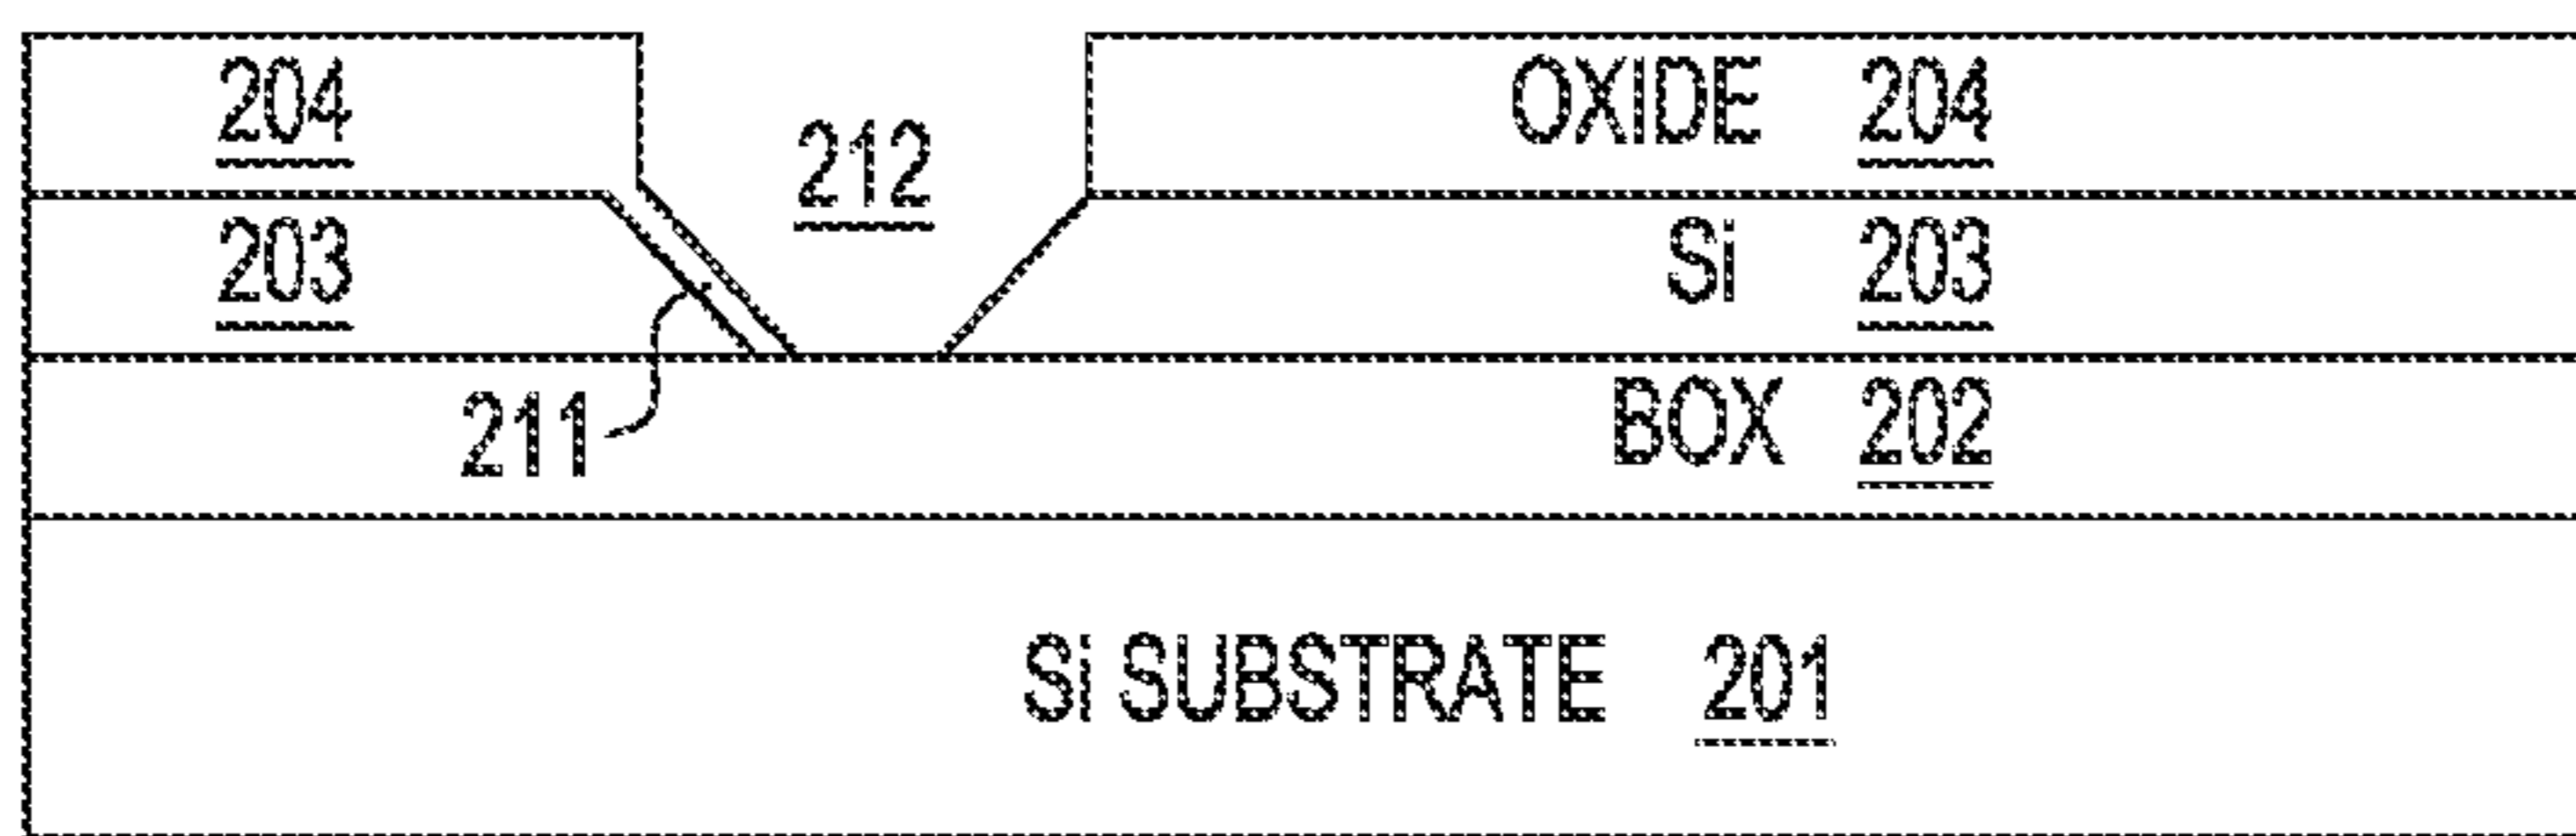 204 OXIDE 204
212
203 Si 203
211 BOX 202
Si SUBSTRATE 201